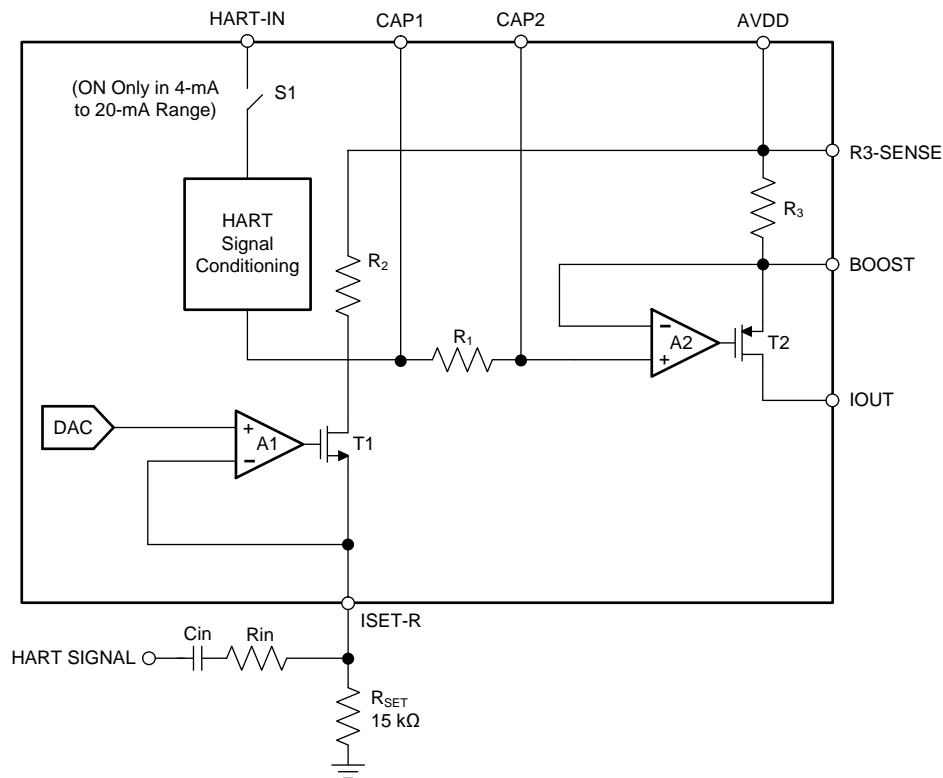 HART-IN
CAP1
CAP2
AVDD
(ON Only in 4-mA
to 20-mA Range)
S1
R3-SENSE
HART
Signal
Conditioning
R2
R3
BOOST
R1
A2
T2
IOUT
DAC
A1
T1
ISET-R
HART SIGNAL
Cin
Rin
RSET
15 kΩ
+
−
−
+